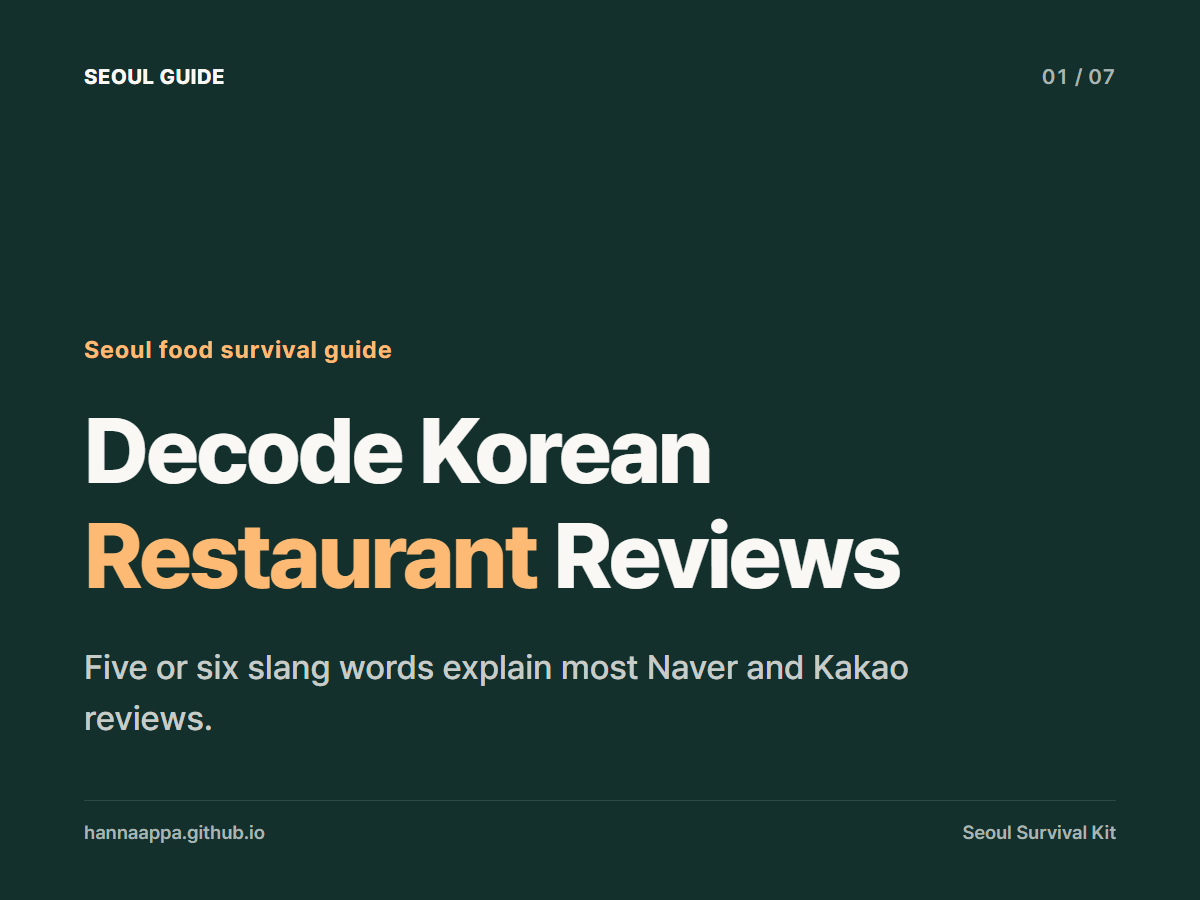 SEOUL GUIDE
01 / 07
Seoul food survival guide
Decode Korean
Restaurant Reviews
Five or six slang words explain most Naver and Kakao
reviews.
hannaappa.github.io
Seoul Survival Kit